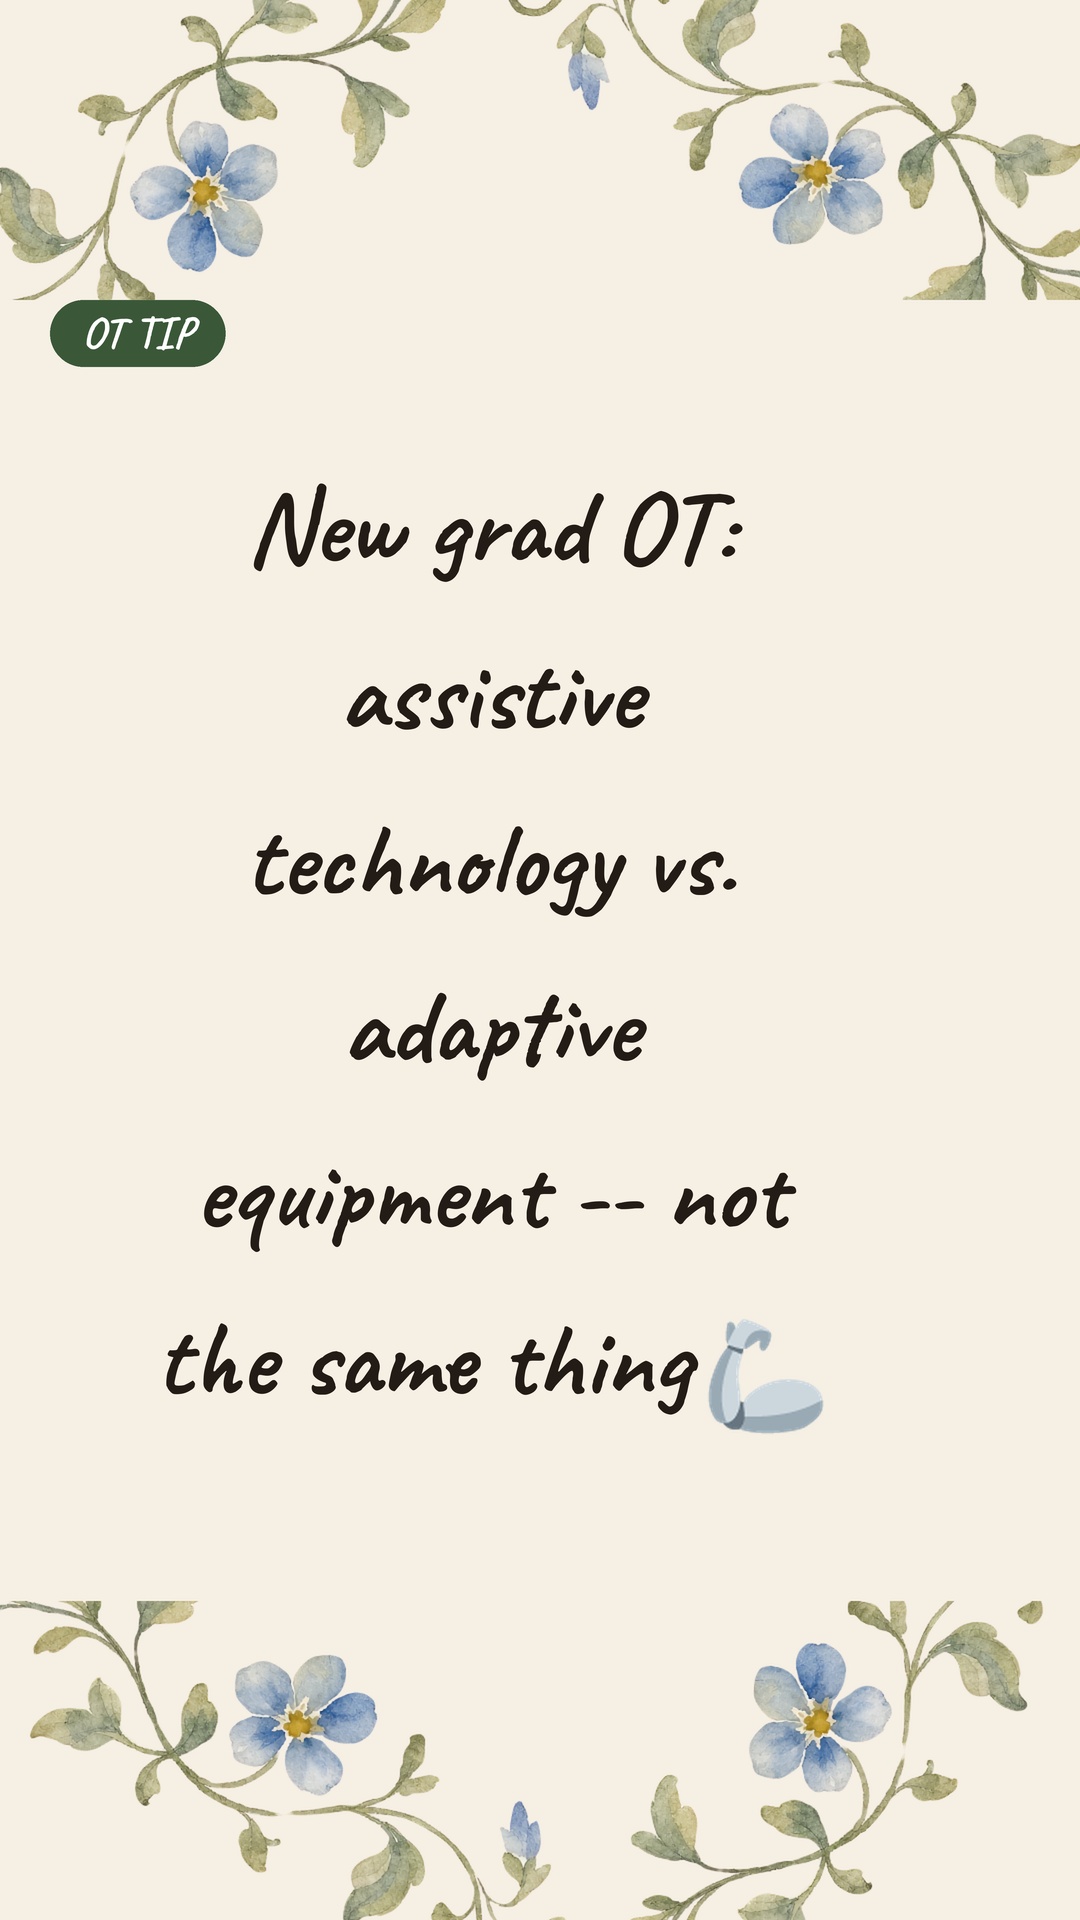 OT TIP
New grad OT:
assistive
technology vs.
adaptive
equipment -- not
the same thing🦾